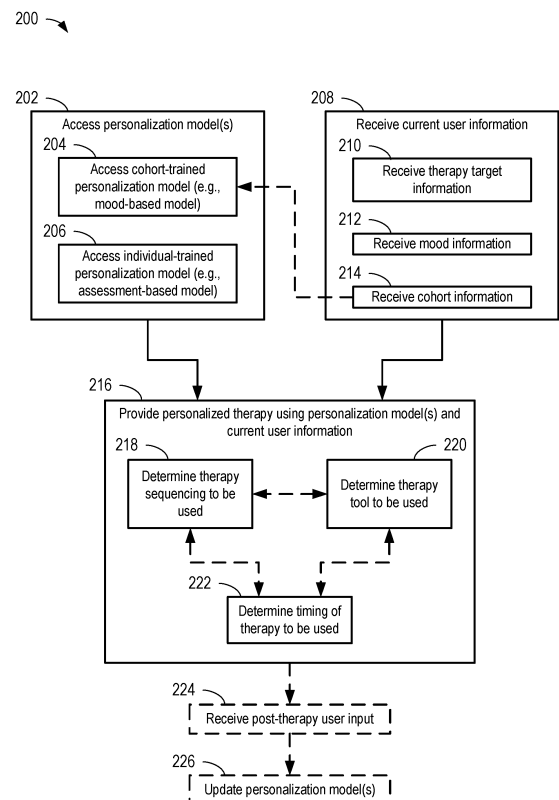 200
202
Access personalization model(s)
204
Access cohort-trained
personalization model (e.g.,
mood-based model)
206
Access individual-trained
personalization model (e.g.,
assessment-based model)
208
Receive current user information
210
Receive therapy target
information
212
Receive mood information
214
Receive cohort information
216
Provide personalized therapy using personalization model(s) and
current user information
218
Determine therapy
sequencing to be
used
220
Determine therapy
tool to be used
222
Determine timing of
therapy to be used
224
Receive post-therapy user input
226
Update personalization model(s)